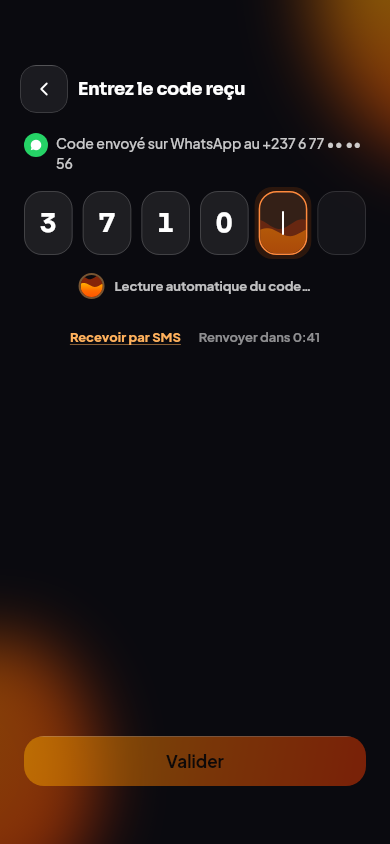 Entrez le code reçu
Code envoyé sur WhatsApp au +237 6 77 •• ••
56
3 7 1 0
Lecture automatique du code…
Recevoir par SMS Renvoyer dans 0:41
Valider